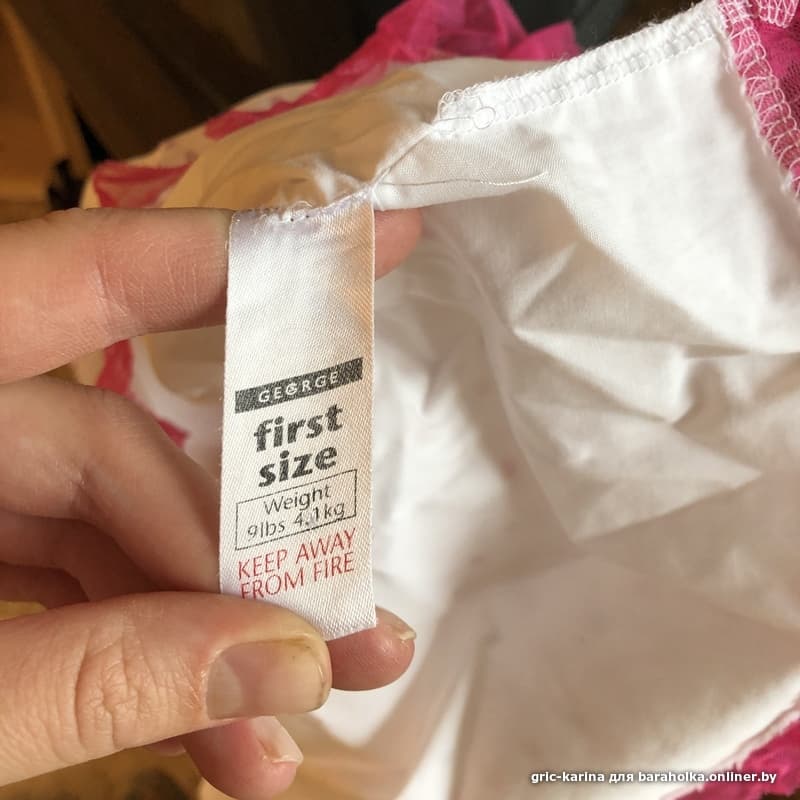 GEORGE
first
size
Weight
9lbs 4.1kg
KEEP AWAY
FROM FIRE
gric-karina для baraholka.onliner.by